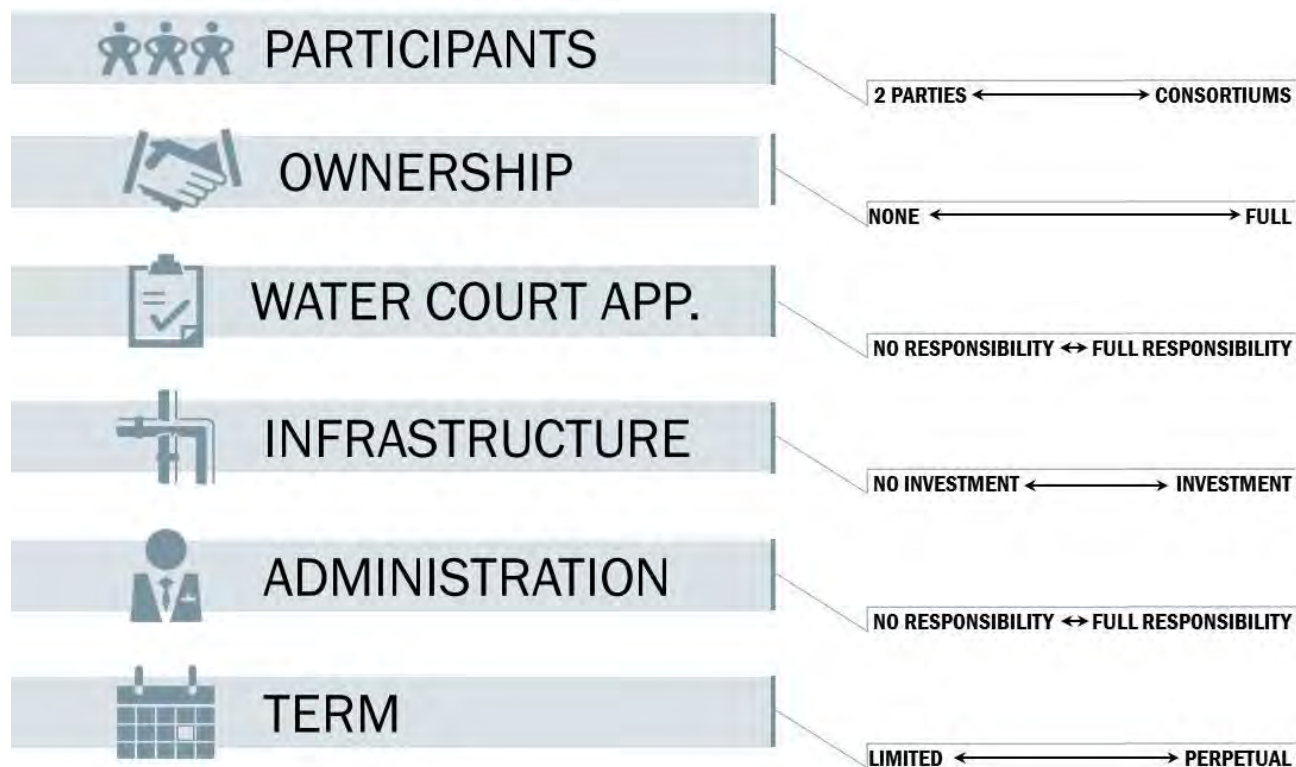 PARTICIPANTS
2 PARTIES ↔ CONSORTIUMS
OWNERSHIP
NONE ↔ FULL
WATER COURT APP.
NO RESPONSIBILITY ↔ FULL RESPONSIBILITY
INFRASTRUCTURE
NO INVESTMENT ↔ INVESTMENT
ADMINISTRATION
NO RESPONSIBILITY ↔ FULL RESPONSIBILITY
TERM
LIMITED ↔ PERPETUAL